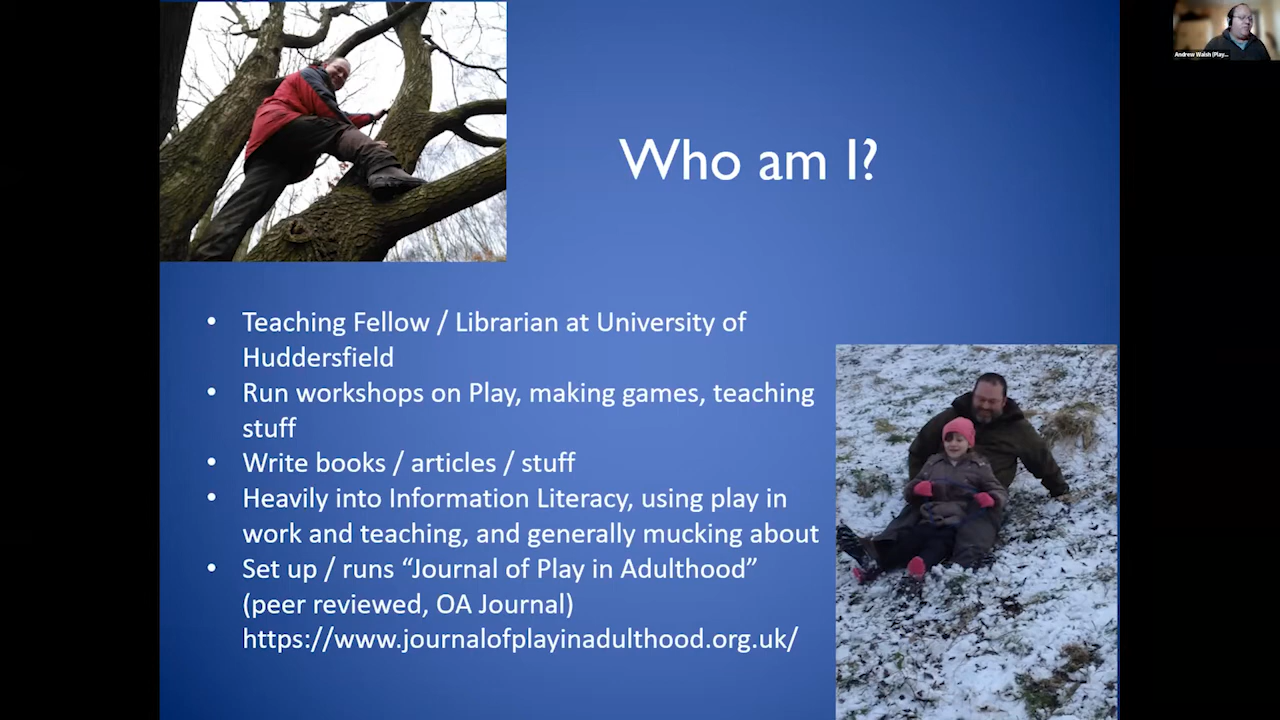 Andrew Walsh (Play...
Who am I?
• Teaching Fellow / Librarian at University of
Huddersfield
• Run workshops on Play, making games, teaching
stuff
• Write books / articles / stuff
• Heavily into Information Literacy, using play in
work and teaching, and generally mucking about
• Set up / runs “Journal of Play in Adulthood”
(peer reviewed, OA Journal)
https://www.journalofplayinadulthood.org.uk/